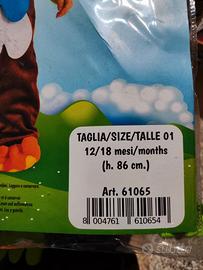 TAGLIA/SIZE/TALLE 01
12/18 mesi/months
(h. 86 cm.)
Art. 61065
8 004761 610654